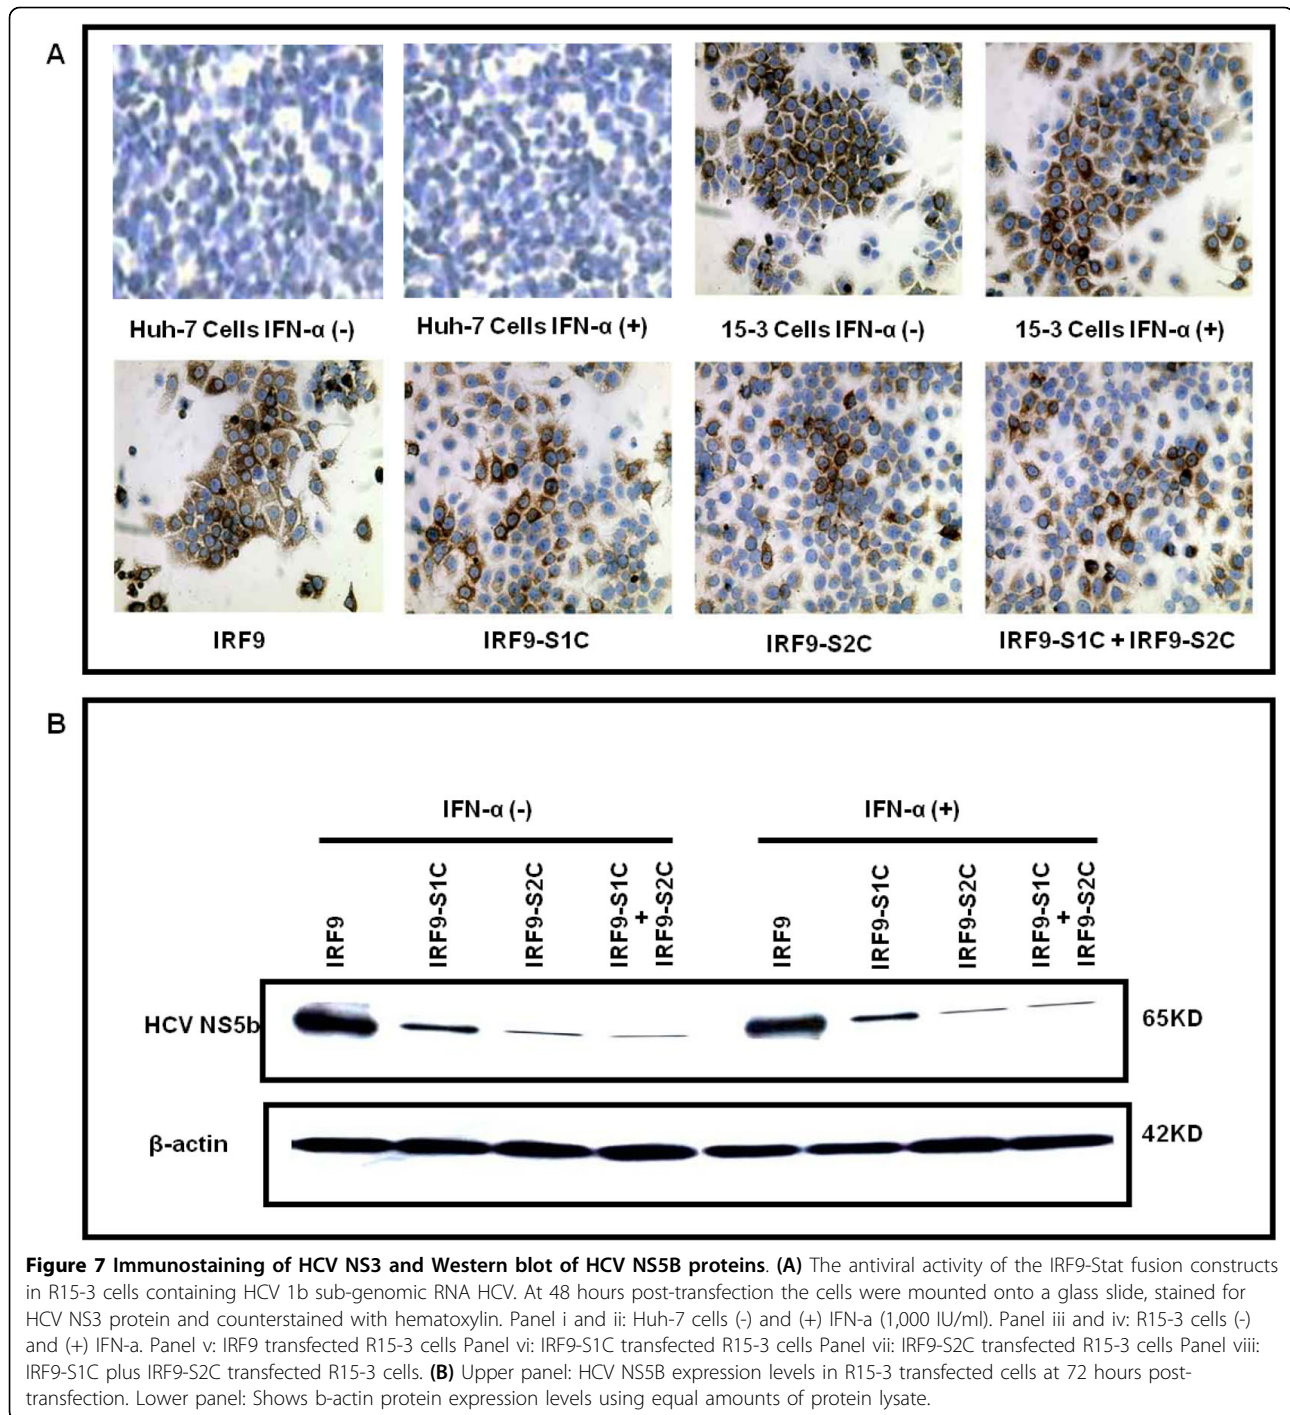 A
Huh-7 Cells IFN-α (-)
Huh-7 Cells IFN-α (+)
15-3 Cells IFN-α (-)
15-3 Cells IFN-α (+)
IRF9
IRF9-S1C
IRF9-S2C
IRF9-S1C + IRF9-S2C
B
IFN-α (-)
IFN-α (+)
IRF9
IRF9-S1C
IRF9-S2C
IRF9-S1C
+
IRF9-S2C
IRF9
IRF9-S1C
IRF9-S2C
IRF9-S1C
+
IRF9-S2C
HCV NS5b
65KD
β-actin
42KD
Figure 7 Immunostaining of HCV NS3 and Western blot of HCV NS5B proteins. (A) The antiviral activity of the IRF9-Stat fusion constructs
in R15-3 cells containing HCV 1b sub-genomic RNA HCV. At 48 hours post-transfection the cells were mounted onto a glass slide, stained for
HCV NS3 protein and counterstained with hematoxylin. Panel i and ii: Huh-7 cells (-) and (+) IFN-a (1,000 IU/ml). Panel iii and iv: R15-3 cells (-)
and (+) IFN-a. Panel v: IRF9 transfected R15-3 cells Panel vi: IRF9-S1C transfected R15-3 cells Panel vii: IRF9-S2C transfected R15-3 cells Panel viii:
IRF9-S1C plus IRF9-S2C transfected R15-3 cells. (B) Upper panel: HCV NS5B expression levels in R15-3 transfected cells at 72 hours post-
transfection. Lower panel: Shows b-actin protein expression levels using equal amounts of protein lysate.